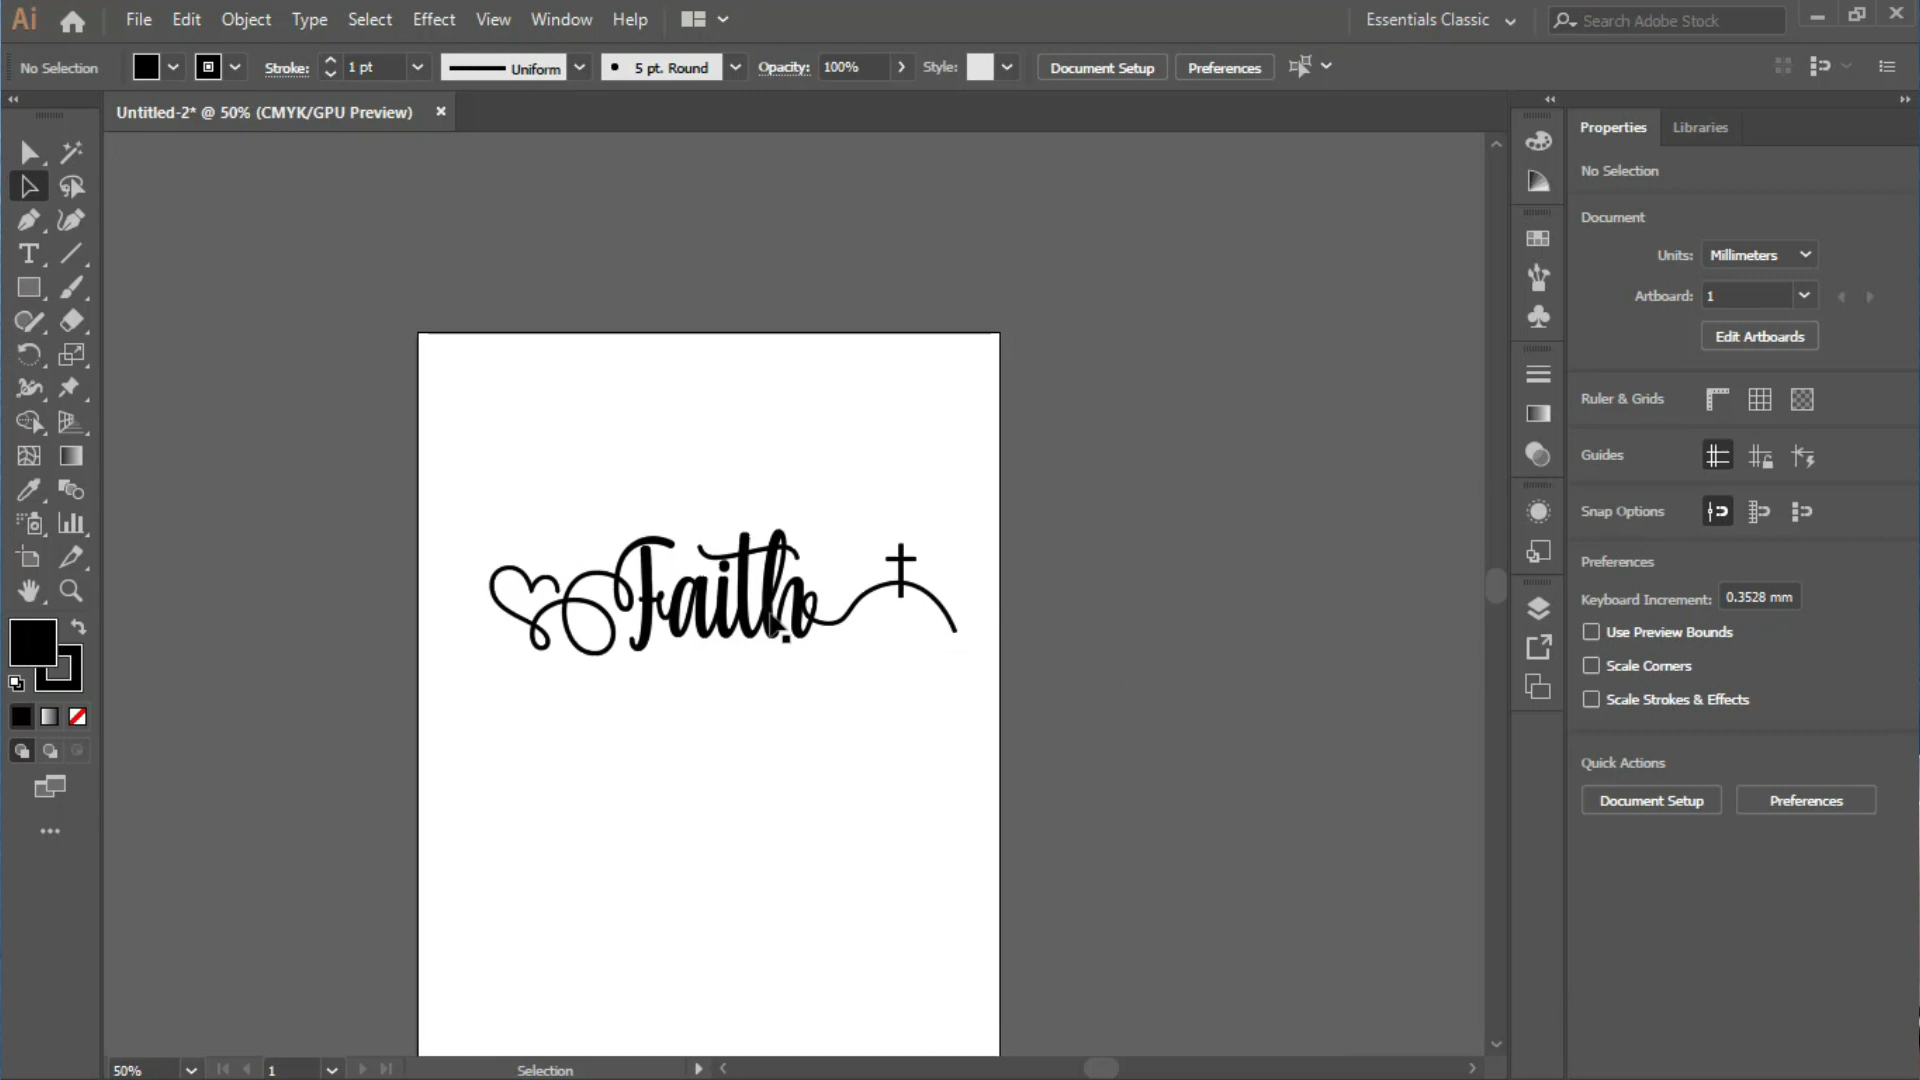 Ai File Edit Object Type Select Effect View Window Help Essentials Classic Search Adobe Stock
No Selection Stroke: 1 pt Uniform 5 pt. Round Opacity: 100% Style: Document Setup Preferences
Untitled-2* @ 50% (CMYK/GPU Preview)
Properties Libraries
No Selection
Document
Units: Millimeters
Artboard: 1
Edit Artboards
Ruler & Grids
Guides
Snap Options
Preferences
Keyboard Increment: 0.3528 mm
Use Preview Bounds
Scale Corners
Scale Strokes & Effects
Quick Actions
Document Setup Preferences
Faith
50% 1 Selection